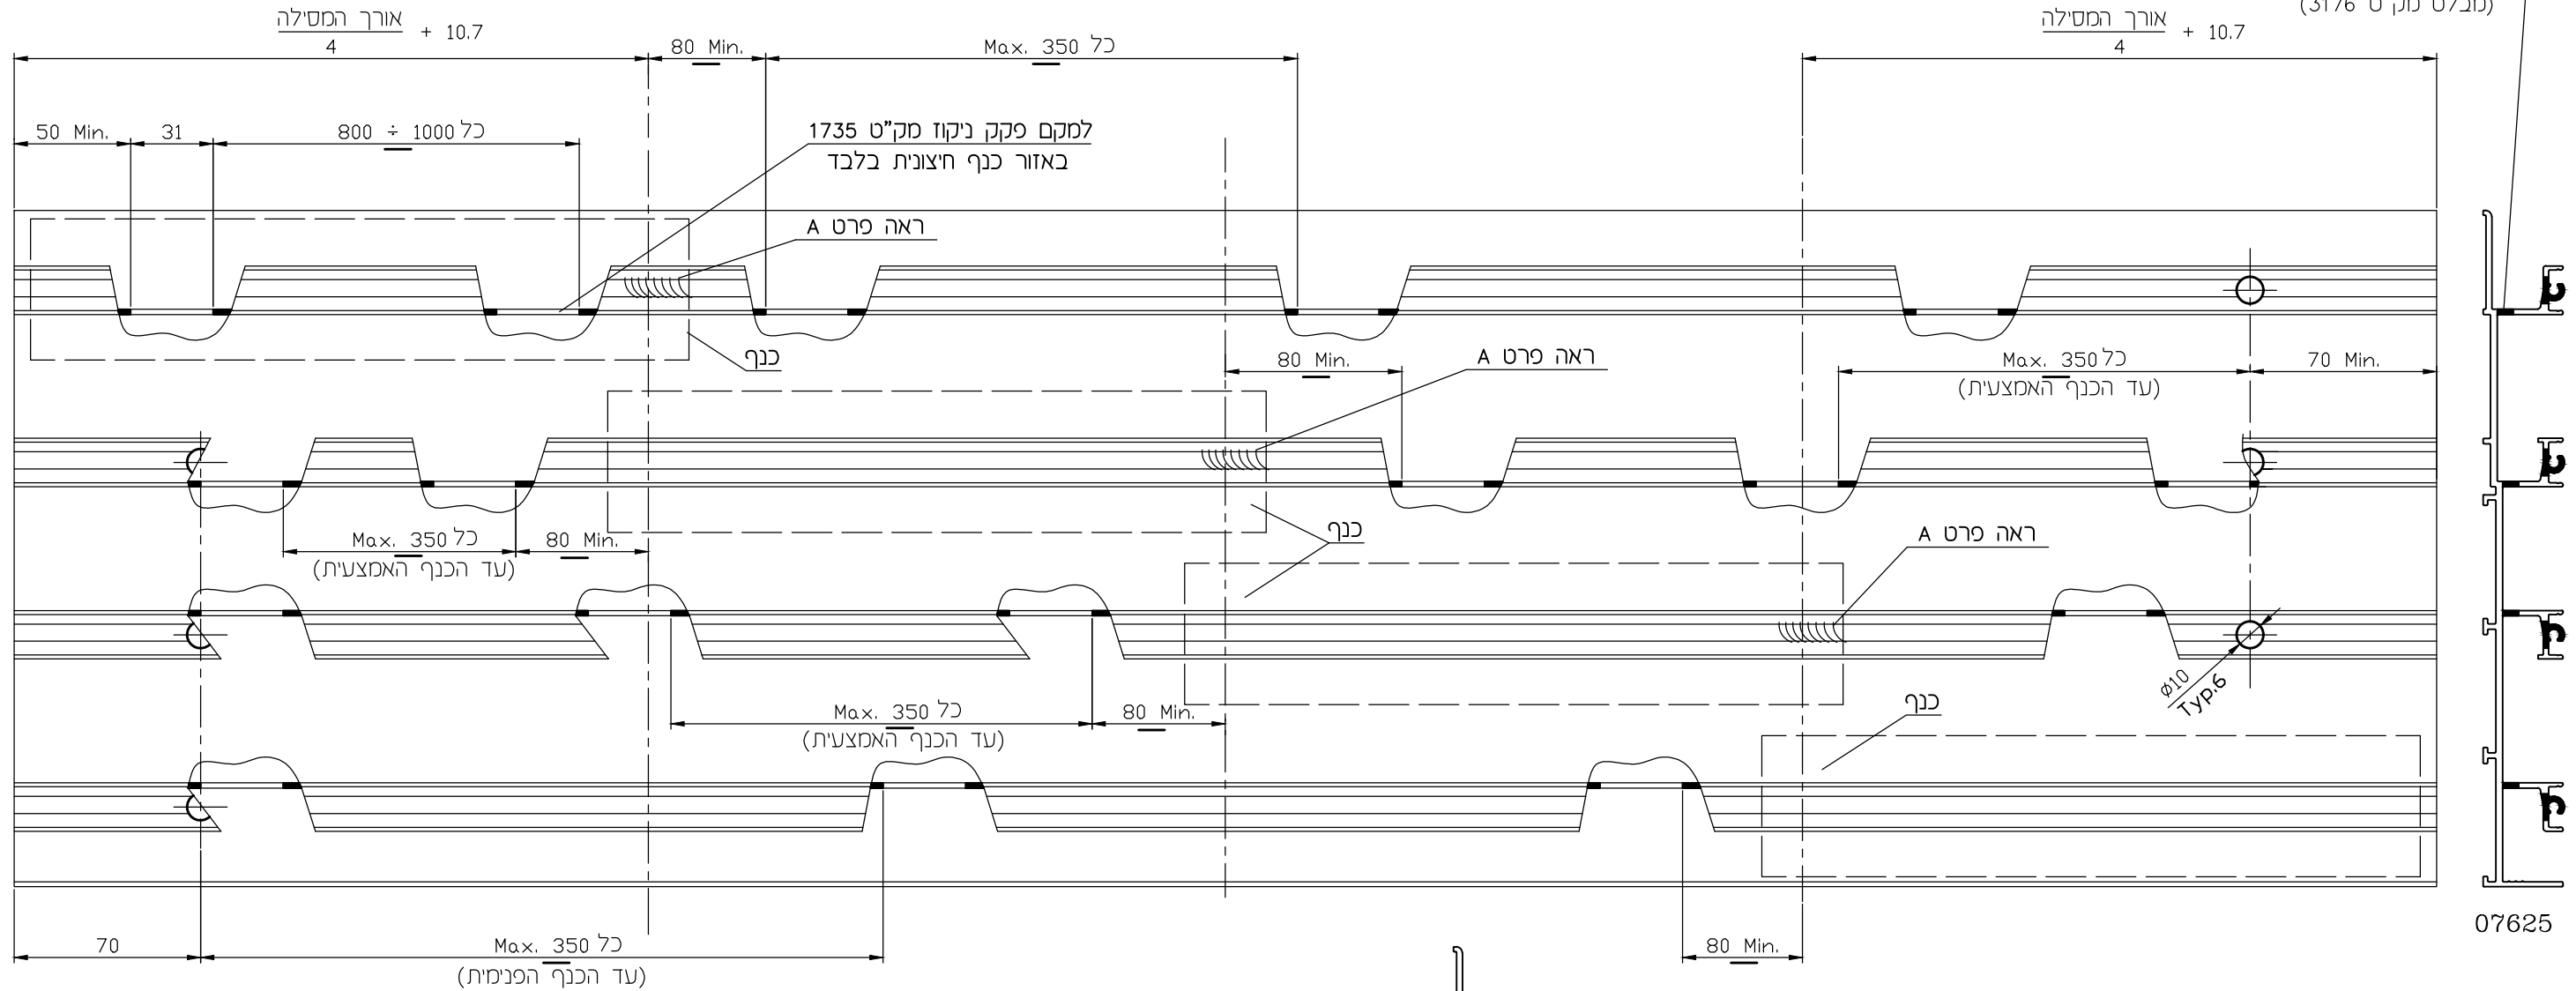 (מבלט מק"ט 3176)
אורך המסילה
4
+ 10.7
80 Min.
כל 350 .Max
אורך המסילה
4
+ 10.7
50 Min.
31
כל 1000 ÷ 800
למקם פקק ניקוז מק"ט 1735
באזור כנף חיצונית בלבד
ראה פרט A
כנף
80 Min.
ראה פרט A
כל 350 .Max
(עד הכנף האמצעית)
70 Min.
כל 350 .Max
(עד הכנף האמצעית)
80 Min.
כנף
ראה פרט A
כל 350 .Max
(עד הכנף האמצעית)
80 Min.
כנף
ø10
Typ.6
07625
70
כל 350 .Max
(עד הכנף הפנימית)
80 Min.